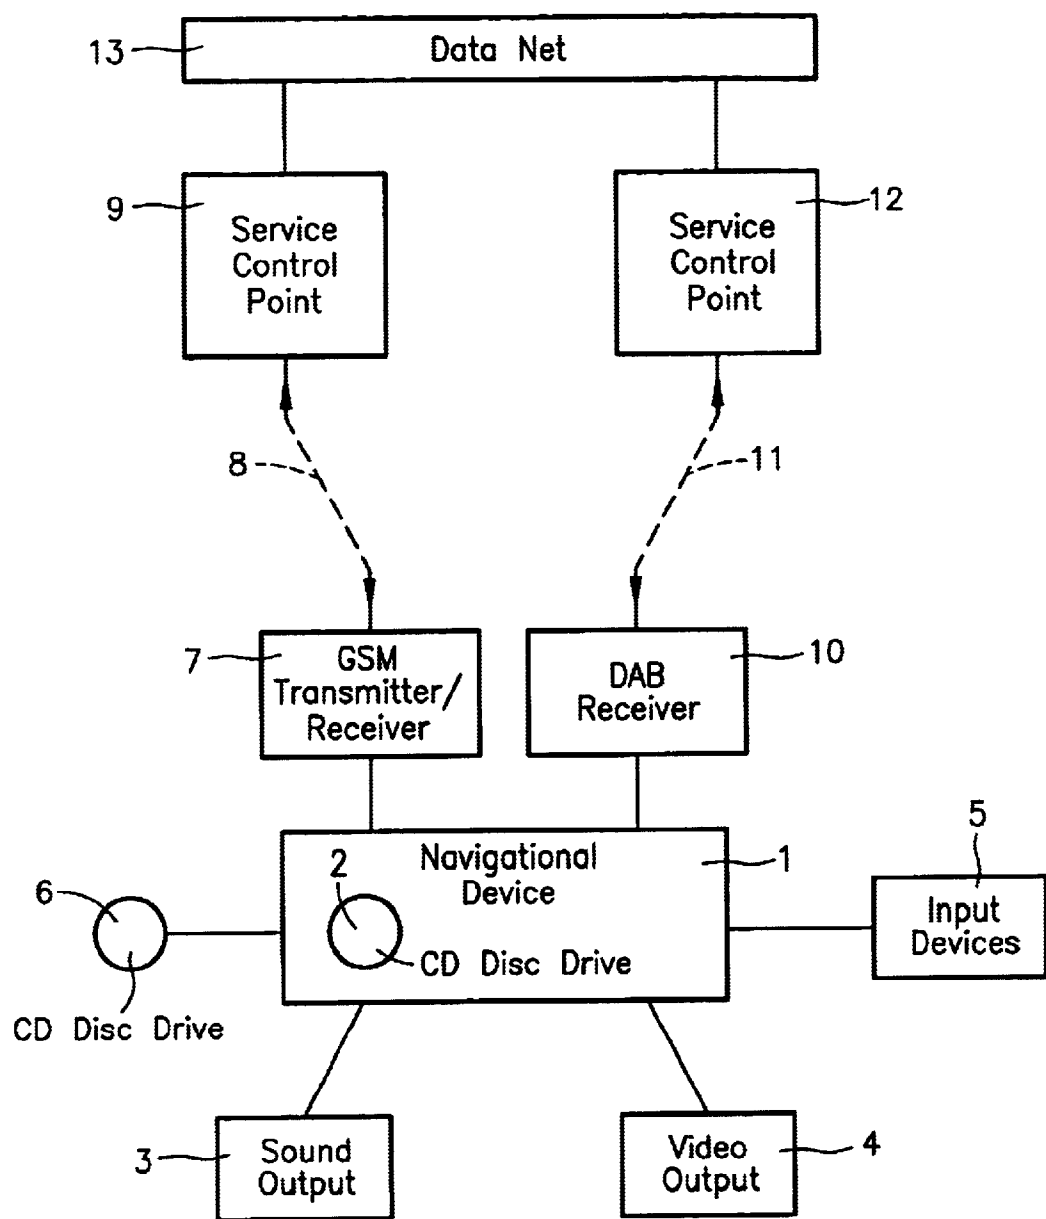 13
Data Net
9
Service
Control
Point
12
Service
Control
Point
8
11
7
GSM
Transmitter/
Receiver
10
DAB
Receiver
Navigational
Device
1
2
CD Disc Drive
5
Input
Devices
6
CD Disc Drive
3
Sound
Output
Video
Output
4